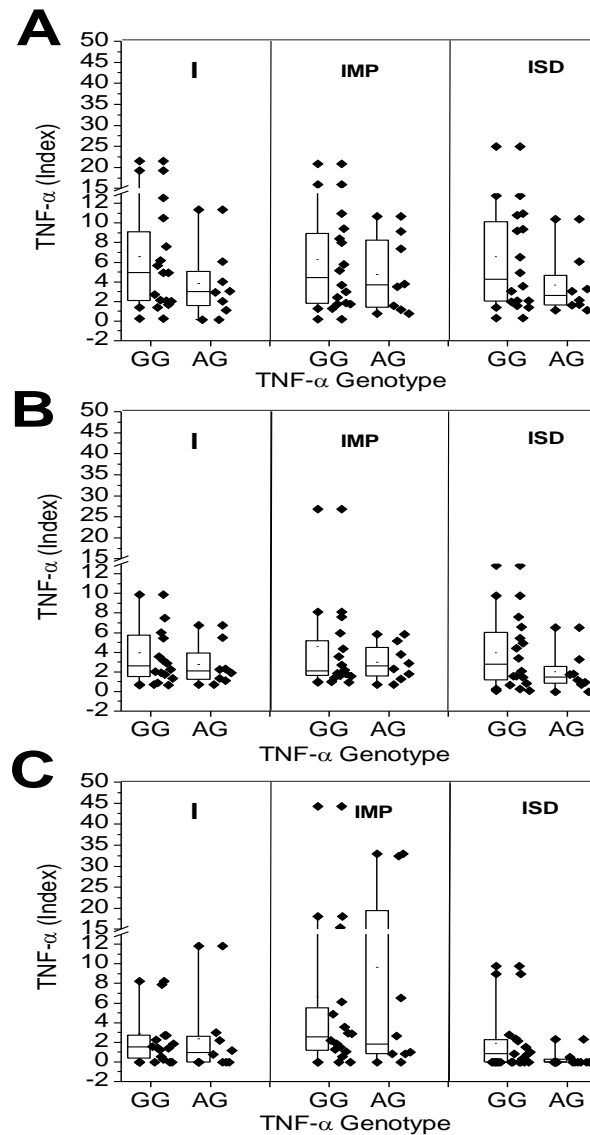 A
50
45
I
IMP
ISD
40
35
30
25
20
15
12
10
8
6
4
2
0
-2
TNF-α (Index)
GG AG GG AG GG AG
TNF-α Genotype
B
50
45
I
IMP
ISD
40
35
30
25
20
15
12
10
8
6
4
2
0
-2
TNF-α (Index)
GG AG GG AG GG AG
TNF-α Genotype
C
50
45
I
IMP
ISD
40
35
30
25
20
15
12
10
8
6
4
2
0
-2
TNF-α (Index)
GG AG GG AG GG AG
TNF-α Genotype